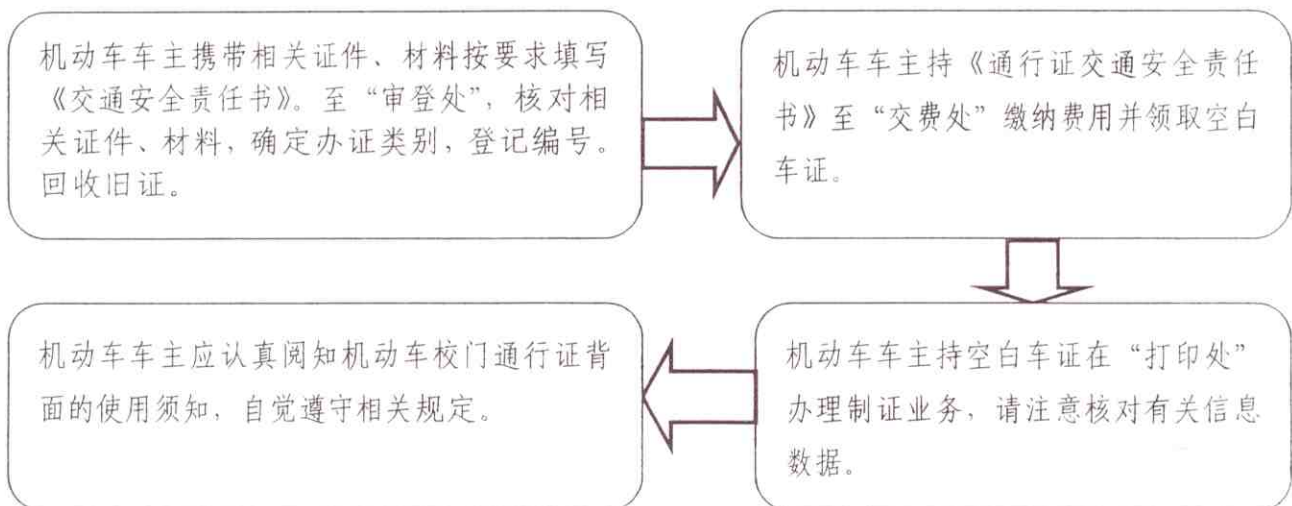 机动车车主携带相关证件、材料按要求填写
《交通安全责任书》。至“审登处”，核对相
关证件、材料，确定办证类别，登记编号。
回收旧证。
机动车车主持《通行证交通安全责任
书》至“交费处”缴纳费用并领取空白
车证。
机动车车主持空白车证在“打印处”
办理制证业务，请注意核对有关信息
数据。
机动车车主应认真阅知机动车校门通行证背
面的使用须知，自觉遵守相关规定。